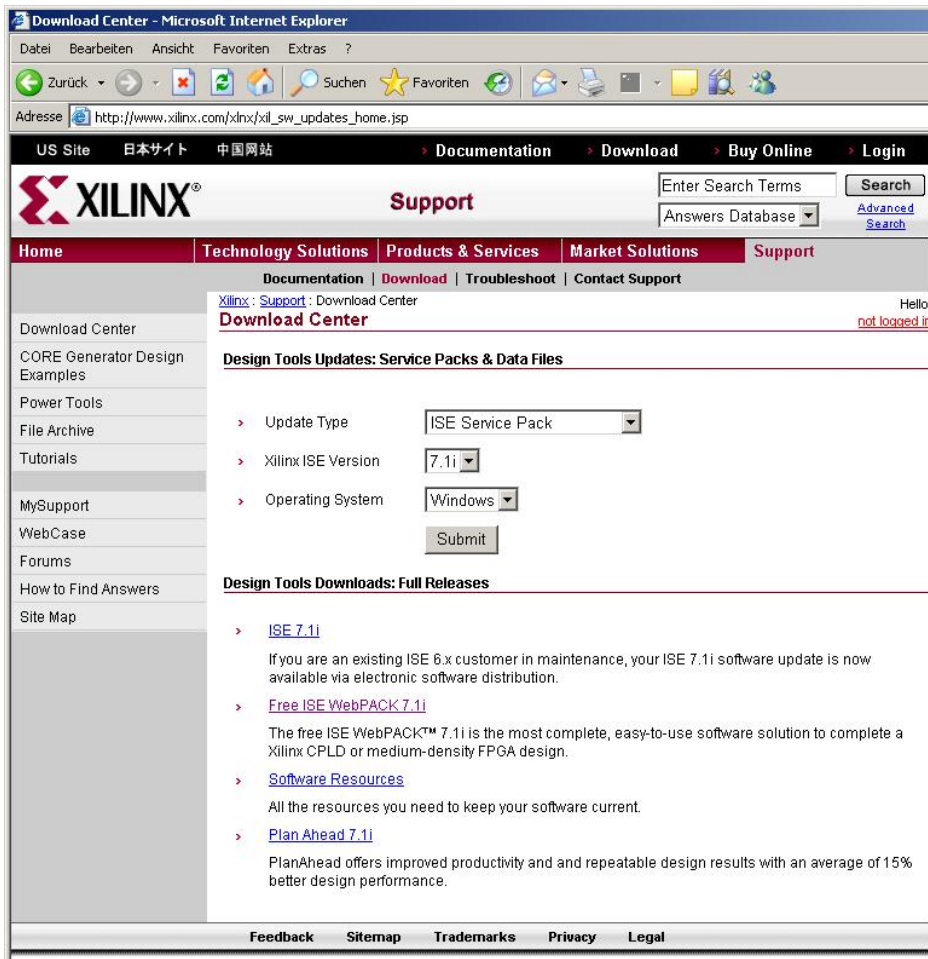 Download Center - Microsoft Internet Explorer
Datei Bearbeiten Ansicht Favoriten Extras ?
Zurück Suchen Favoriten
Adresse http://www.xilinx.com/xlnx/xil_sw_updates_home.jsp
US Site 日本サイト 中国网站 Documentation Download Buy Online Login
XILINX® Support Enter Search Terms Search
Answers Database Advanced Search
Home Technology Solutions Products & Services Market Solutions Support
Documentation | Download | Troubleshoot | Contact Support
Xilinx : Support : Download Center Hello
Download Center not logged in
Download Center
CORE Generator Design
Examples
Power Tools
File Archive
Tutorials
MySupport
WebCase
Forums
How to Find Answers
Site Map
Design Tools Updates: Service Packs & Data Files
Update Type ISE Service Pack
Xilinx ISE Version 7.1i
Operating System Windows
Submit
Design Tools Downloads: Full Releases
ISE 7.1i
If you are an existing ISE 6.x customer in maintenance, your ISE 7.1i software update is now
available via electronic software distribution.
Free ISE WebPACK 7.1i
The free ISE WebPACK™ 7.1i is the most complete, easy-to-use software solution to complete a
Xilinx CPLD or medium-density FPGA design.
Software Resources
All the resources you need to keep your software current.
Plan Ahead 7.1i
PlanAhead offers improved productivity and and repeatable design results with an average of 15%
better design performance.
Feedback Sitemap Trademarks Privacy Legal